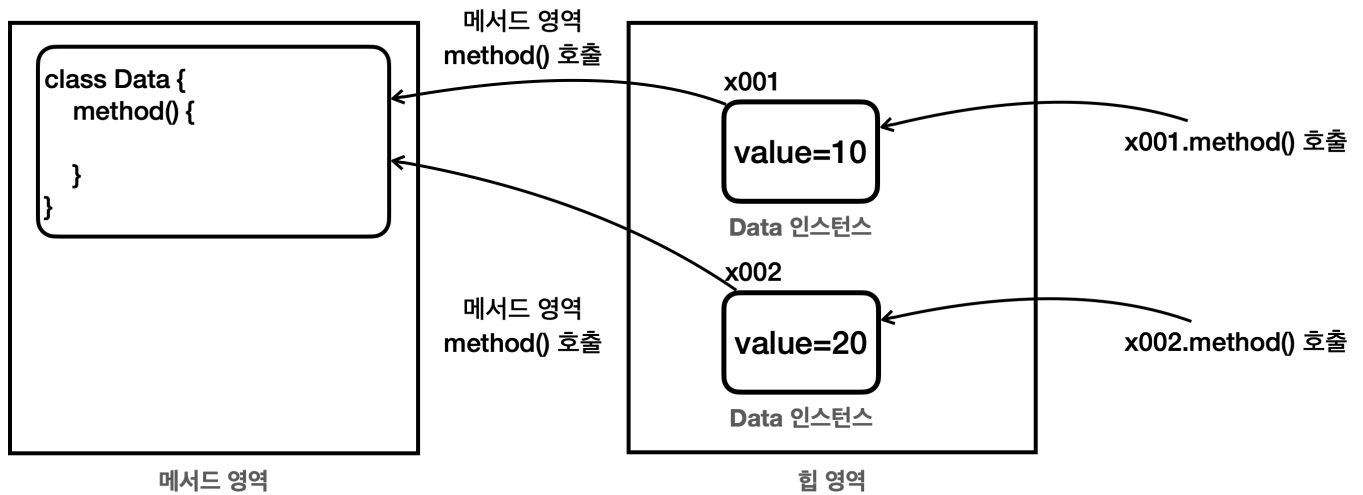 class Data {
method() {
}
}
메서드 영역
메서드 영역
method() 호출
메서드 영역
method() 호출
x001
value=10
Data 인스턴스
x002
value=20
Data 인스턴스
힙 영역
x001.method() 호출
x002.method() 호출